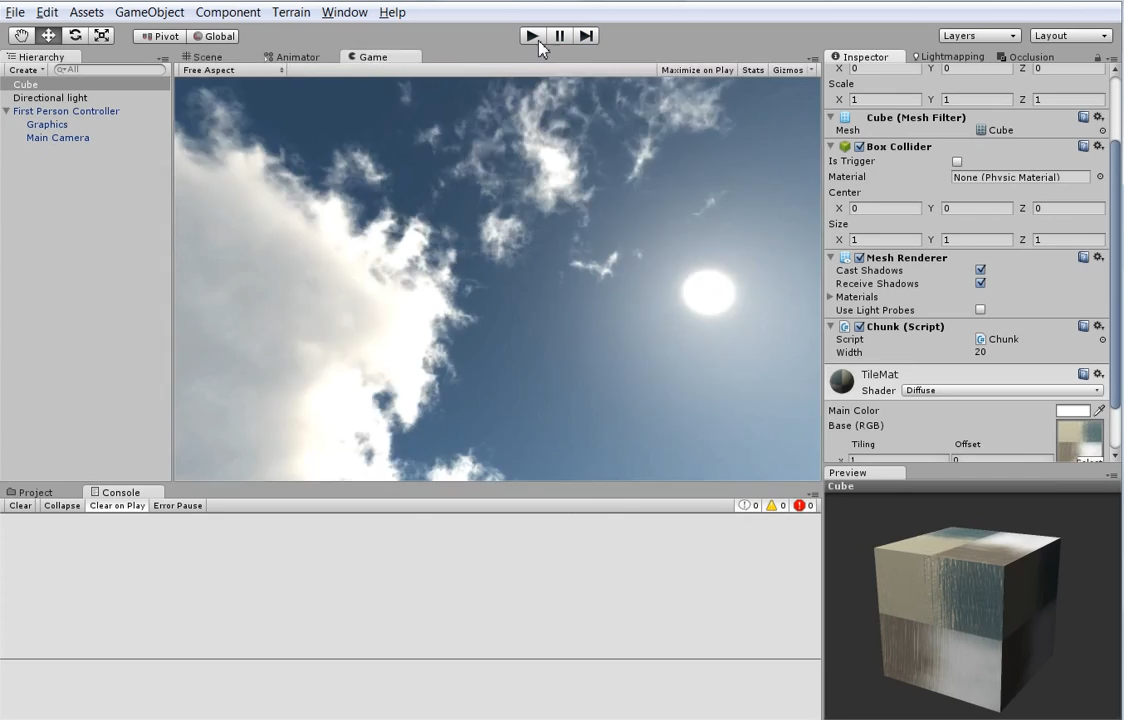 File Edit Assets GameObject Component Terrain Window Help
Pivot Global Layers Layout
Hierarchy Scene Animator Game Inspector Lightmapping Occlusion
Create All Free Aspect Maximize on Play Stats Gizmos X 0 Y 0 Z 0
Cube
Scale
Directional light
X 1 Y 1 Z 1
First Person Controller
Cube (Mesh Filter)
Graphics
Mesh Cube
Main Camera
Box Collider
Is Trigger
Material None (Physic Material)
Center
X 0 Y 0 Z 0
Size
X 1 Y 1 Z 1
Mesh Renderer
Cast Shadows
Receive Shadows
Materials
Use Light Probes
Chunk (Script)
Script Chunk
Width 20
TileMat
Shader Diffuse
Main Color
Base (RGB)
Tiling Offset
x 1 0 Select
Preview
Cube
Project Console
Clear Collapse Clear on Play Error Pause 0 0 0